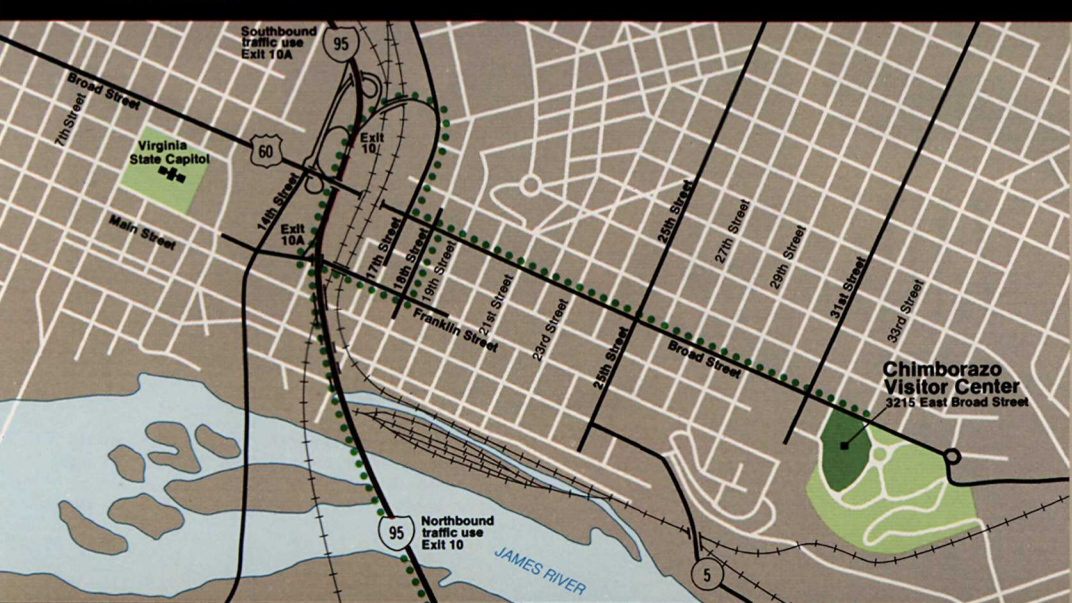 Southbound
traffic use
Exit 10A
95
Broad Street
7th Street
Virginia
State Capitol
60
Exit
10
14th Street
Main Street
Exit
10A
17th Street
18th Street
19th Street
21st Street
23rd Street
25th Street
25th Street
27th Street
29th Street
31st Street
33rd Street
Franklin Street
Broad Street
Chimborazo
Visitor Center
3215 East Broad Street
95
Northbound
traffic use
Exit 10
JAMES RIVER
5